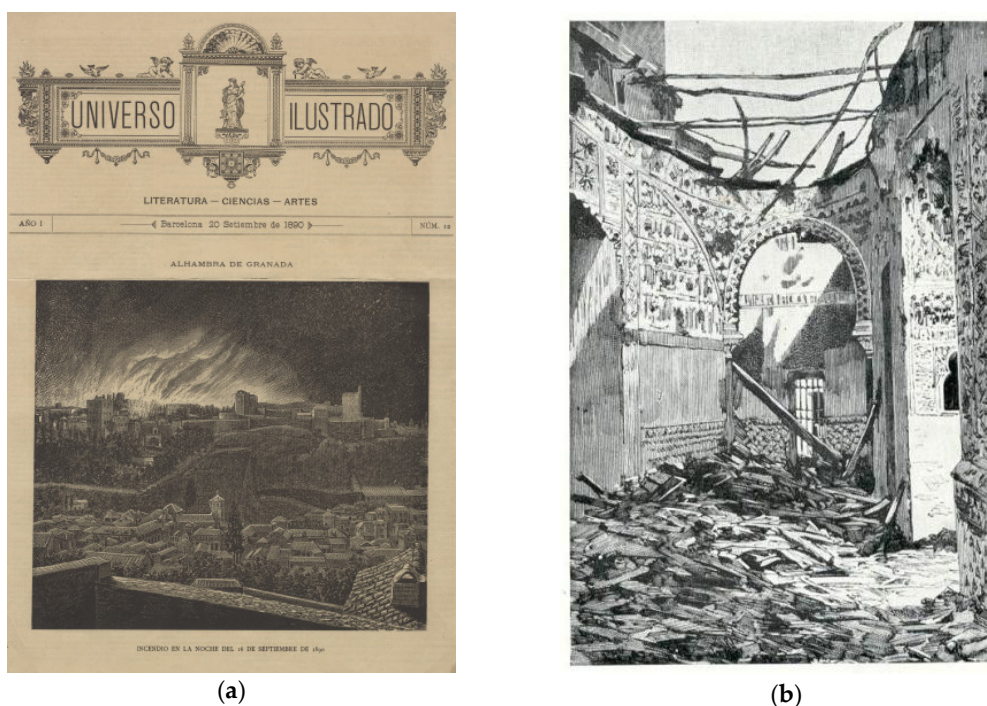 UNIVERSO ILUSTRADO
LITERATURA — CIENCIAS — ARTES
AÑO I
Barcelona 20 Setiembre de 1890
NÚM. 12
ALHAMBRA DE GRANADA
INCENDIO EN LA NOCHE DEL 16 DE SEPTIEMBRE DE 1890
(a)
(b)